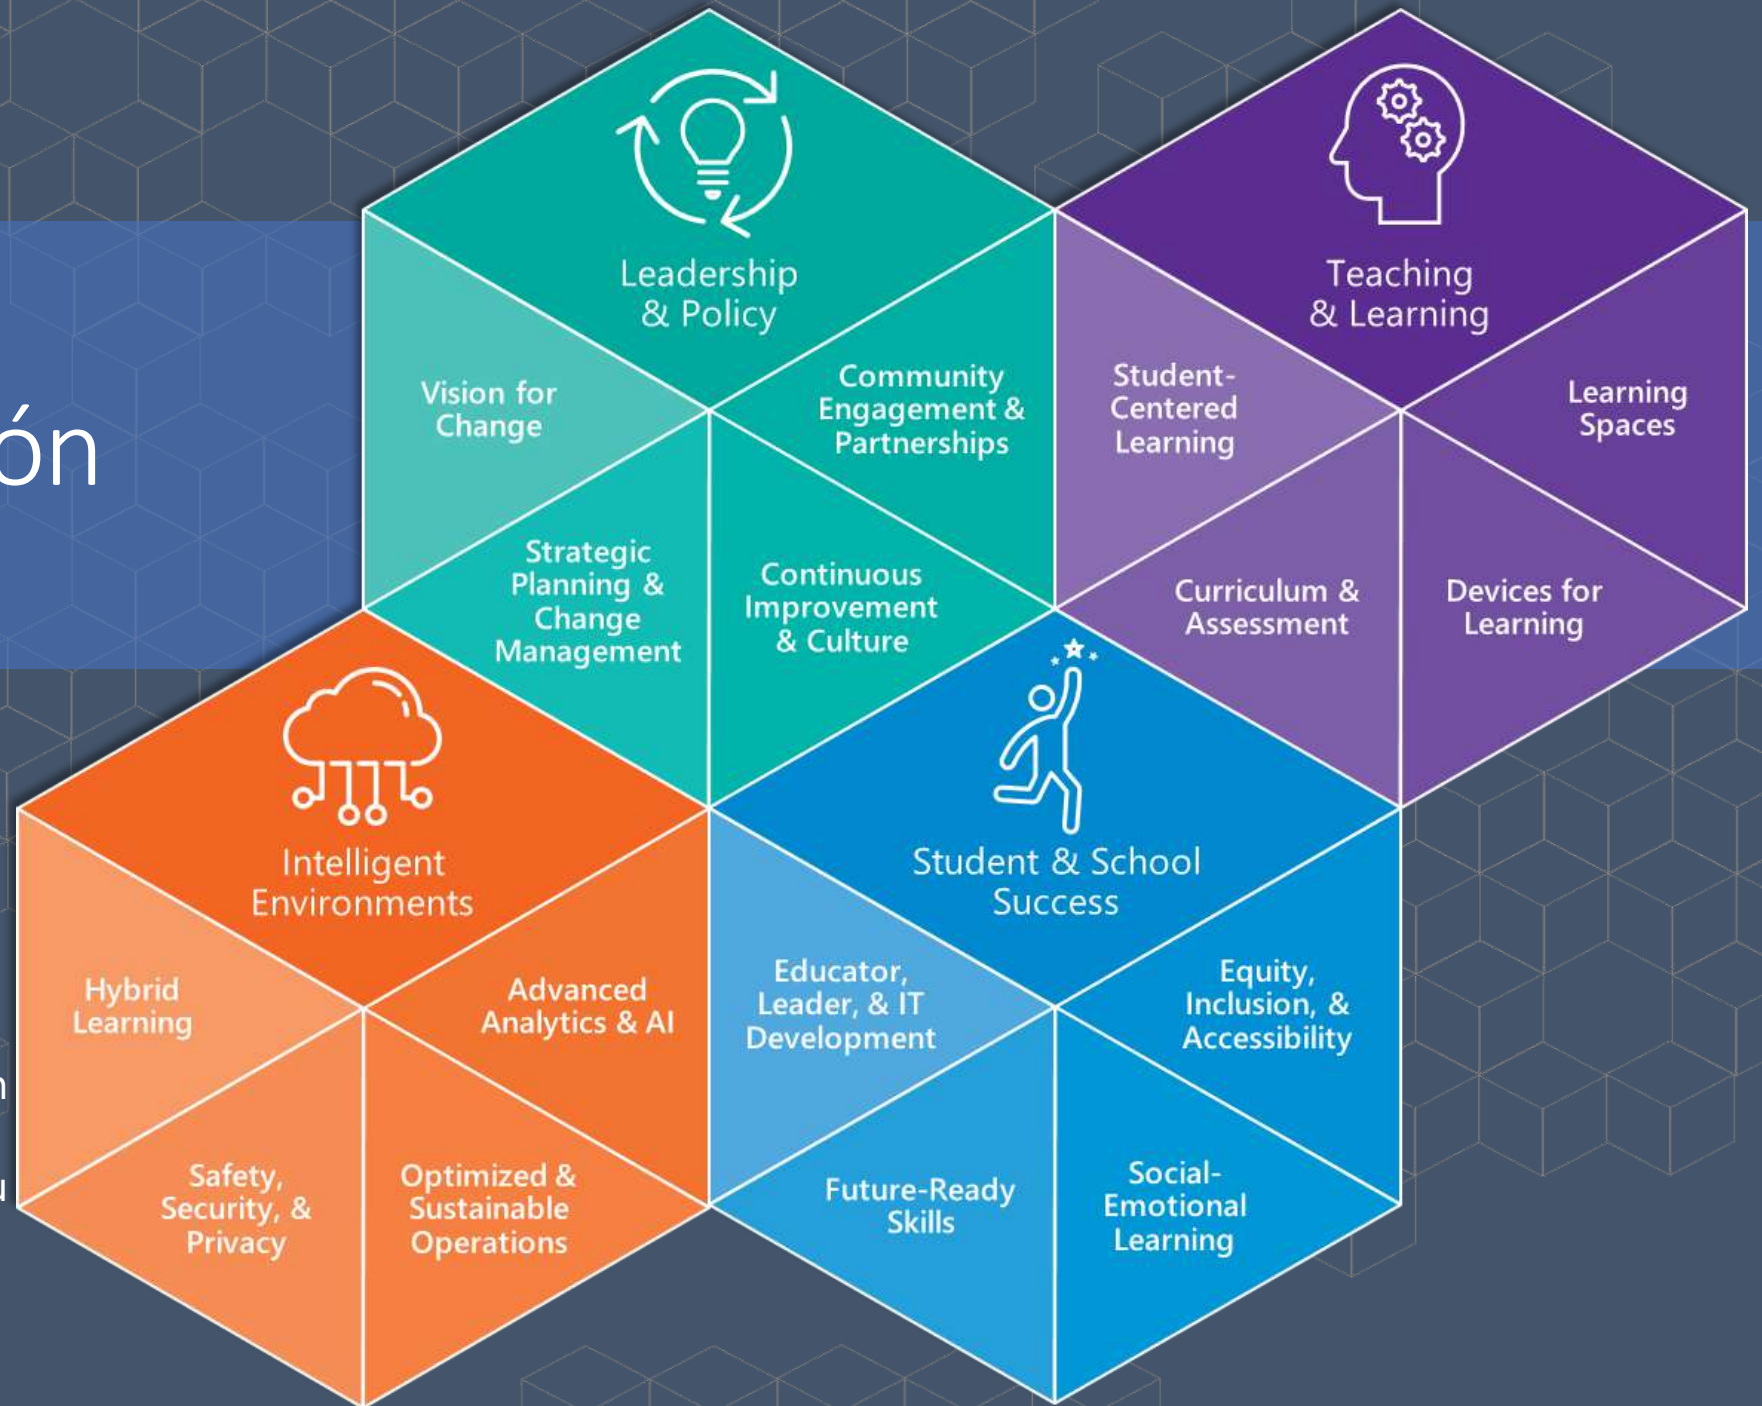 ón
Leadership
& Policy
Vision for
Change
Strategic
Planning &
Change
Management
Continuous
Improvement
& Culture
Community
Engagement &
Partnerships
Teaching
& Learning
Student-
Centered
Learning
Curriculum &
Assessment
Devices for
Learning
Learning
Spaces
Intelligent
Environments
Hybrid
Learning
Safety,
Security, &
Privacy
Optimized &
Sustainable
Operations
Advanced
Analytics & AI
Student & School
Success
Educator,
Leader, & IT
Development
Future-Ready
Skills
Social-
Emotional
Learning
Equity,
Inclusion, &
Accessibility